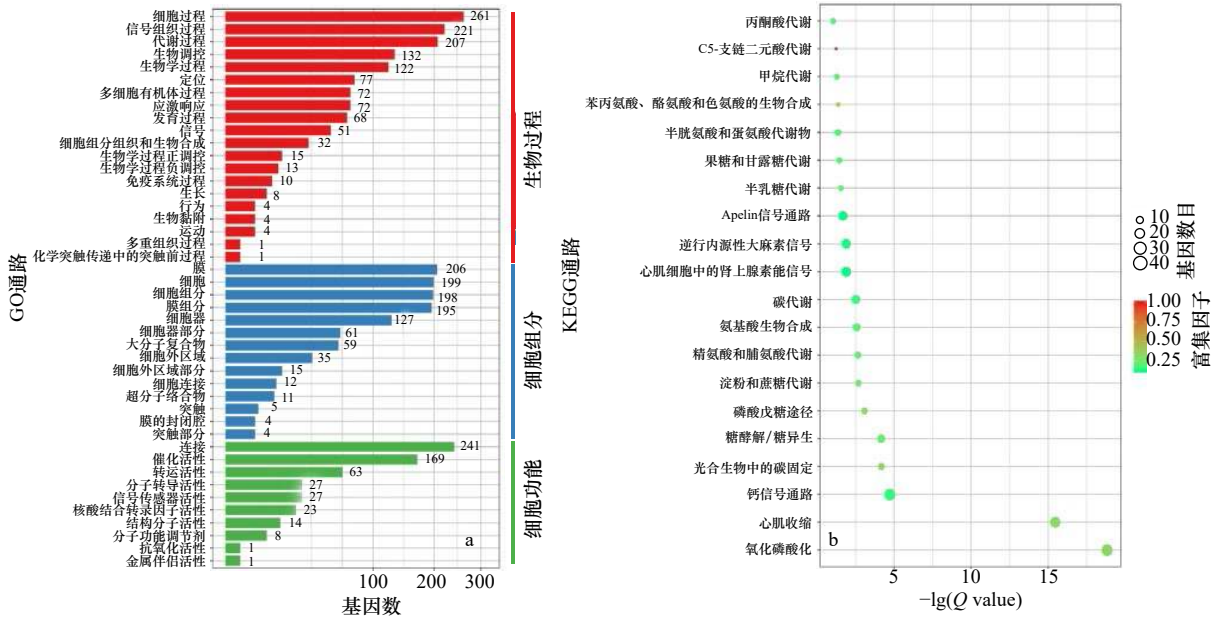 GO通路
细胞过程 261
信号组织过程 221
代谢过程 207
生物调控 132
生物学过程 122
定位 77
多细胞有机体过程 72
应激响应 72
发育过程 68
信号 51
细胞组分组织和生物合成 32
生物学过程正调控 15
生物学过程负调控 13
免疫系统过程 10
生长 8
行为 4
生物黏附 4
运动 4
多重组织过程 1
化学突触传递中的突触前过程 1
生物过程
膜 206
细胞 199
细胞组分 198
膜组分 195
细胞器 127
细胞器部分 61
大分子复合物 59
细胞外区域 35
细胞外区域部分 15
细胞连接 12
超分子络合物 11
突触 5
膜的封闭腔 4
突触部分 4
细胞组分
连接 241
催化活性 169
转运活性 63
分子转导活性 27
信号传感器活性 27
核酸结合转录因子活性 23
结构分子活性 14
分子功能调节剂 8
抗氧化活性 1
金属伴侣活性 1
细胞功能
a
100 200 300
基因数
KEGG通路
丙酮酸代谢
C5-支链二元酸代谢
甲烷代谢
苯丙氨酸、酪氨酸和色氨酸的生物合成
半胱氨酸和蛋氨酸代谢物
果糖和甘露糖代谢
半乳糖代谢
Apelin信号通路
逆行内源性大麻素信号
心肌细胞中的肾上腺素能信号
碳代谢
氨基酸生物合成
精氨酸和脯氨酸代谢
淀粉和蔗糖代谢
磷酸戊糖途径
糖酵解/糖异生
光合生物中的碳固定
钙信号通路
心肌收缩
氧化磷酸化
b
5 10 15
−lg(Q value)
10
20
30
40
基因数目
1.00
0.75
0.50
0.25
富集因子